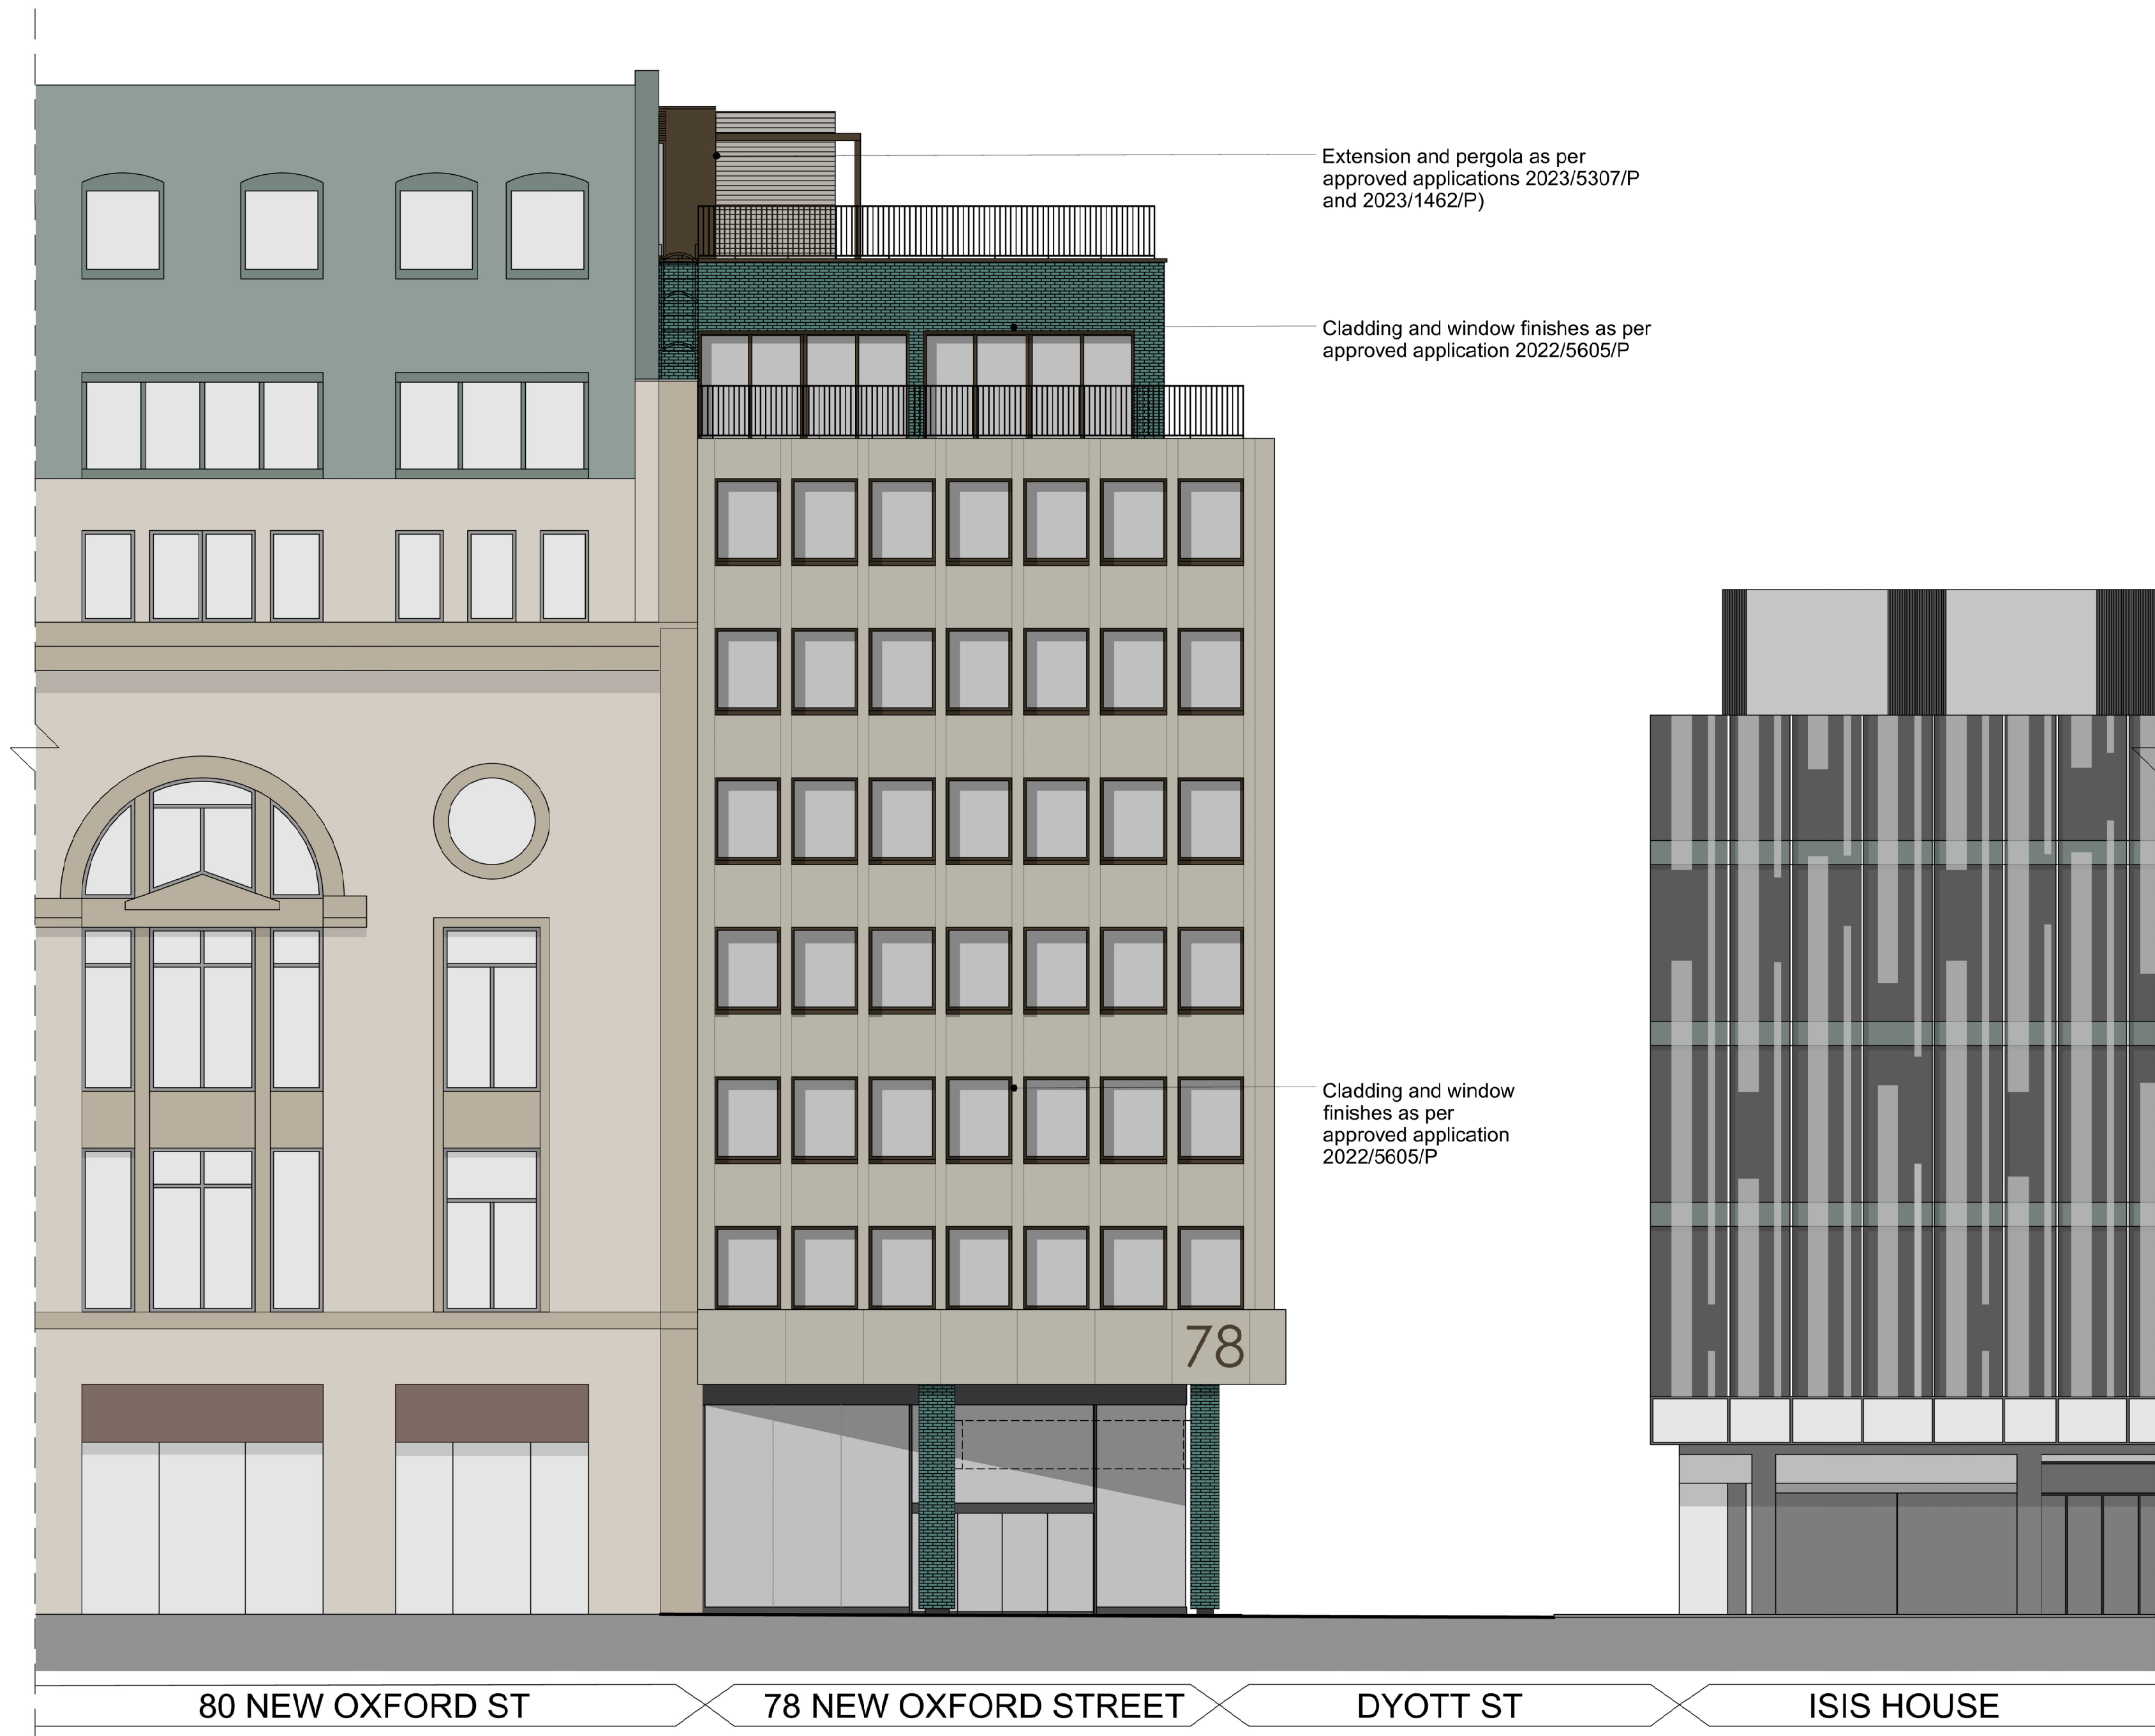 Extension and pergola as per
approved applications 2023/5307/P
and 2023/1462/P)
Cladding and window finishes as per
approved application 2022/5605/P
Cladding and window
finishes as per
approved application
2022/5605/P
78
80 NEW OXFORD ST
78 NEW OXFORD STREET
DYOTT ST
ISIS HOUSE